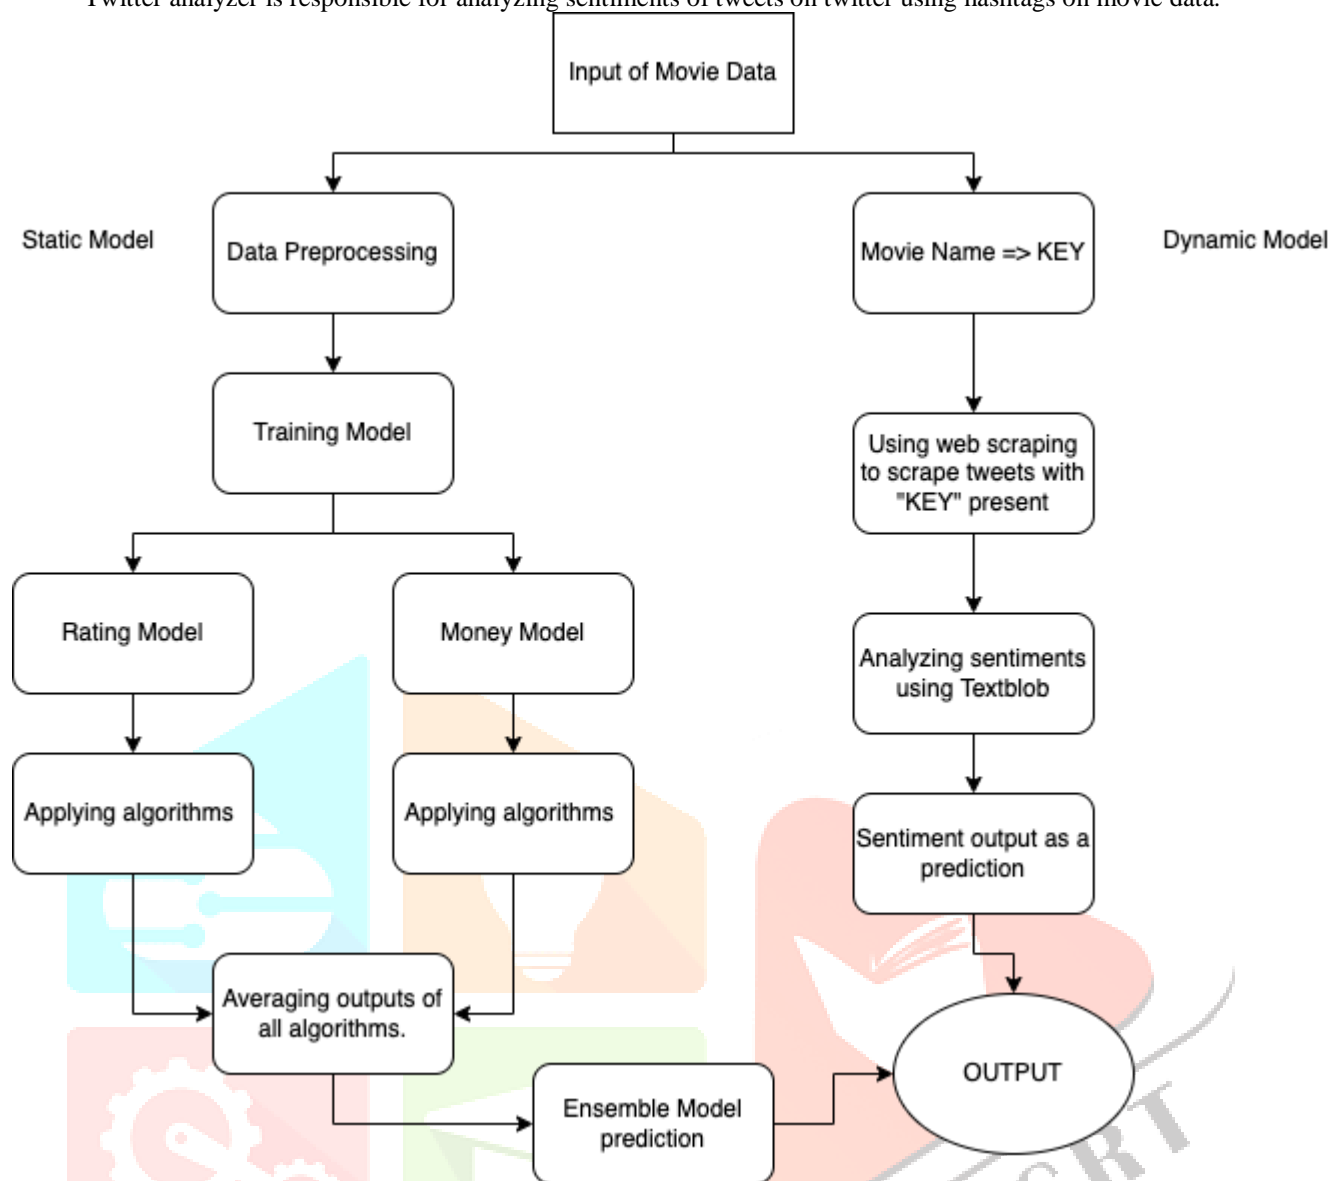 Twitter analyzer is responsible for analyzing sentiments of tweets on twitter using hashtags on movie data.
Input of Movie Data
Static Model
Data Preprocessing
Movie Name => KEY
Dynamic Model
Training Model
Using web scraping
to scrape tweets with
"KEY" present
Rating Model
Money Model
Analyzing sentiments
using Textblob
Applying algorithms
Applying algorithms
Sentiment output as a
prediction
Averaging outputs of
all algorithms.
OUTPUT
Ensemble Model
prediction
CRT